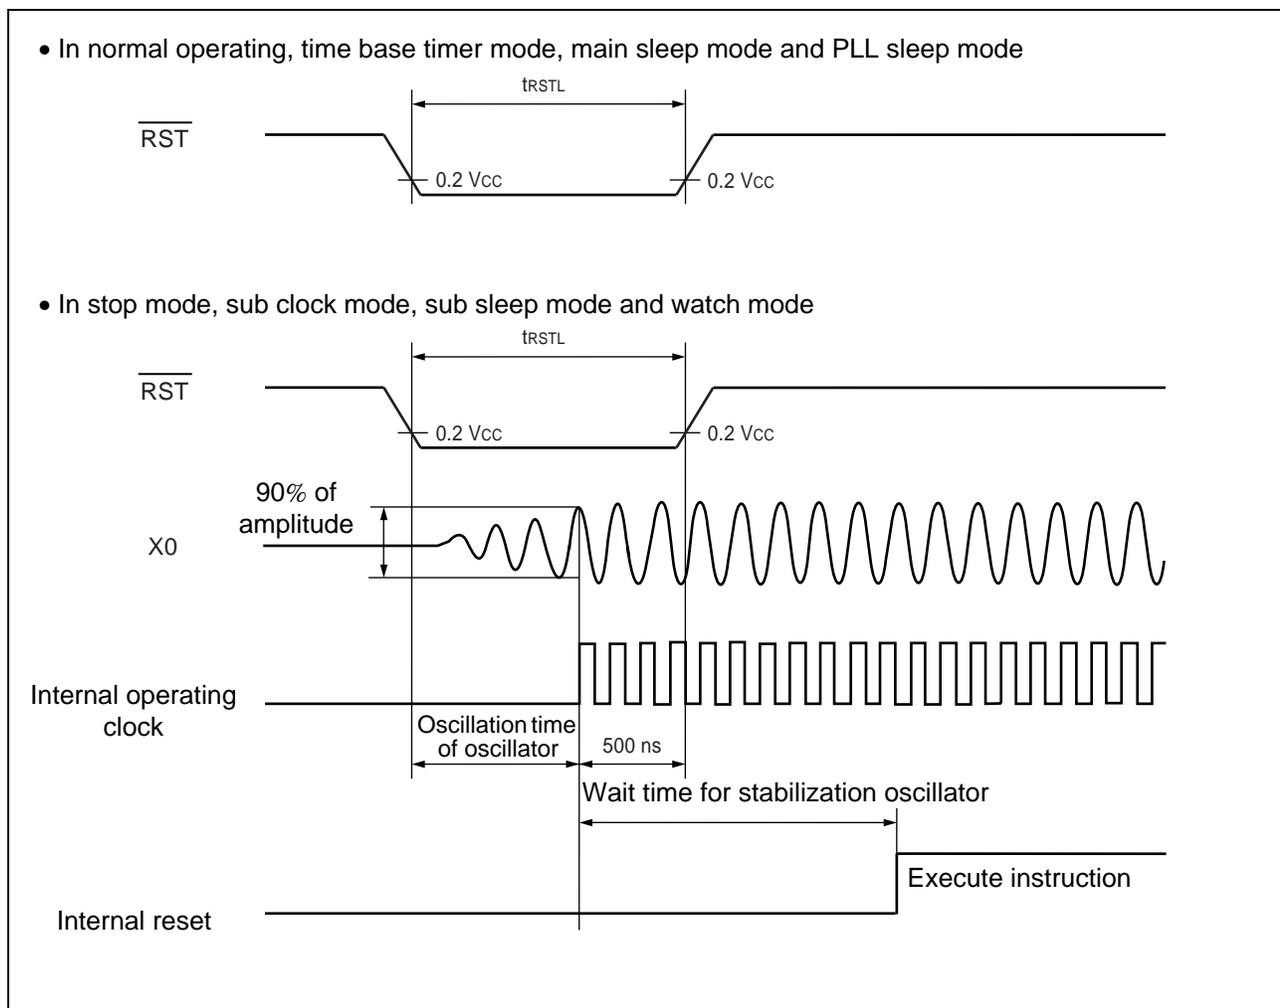 • In normal operating, time base timer mode, main sleep mode and PLL sleep mode
tRSTL
RST
0.2 VCC
0.2 VCC
• In stop mode, sub clock mode, sub sleep mode and watch mode
tRSTL
RST
0.2 VCC
0.2 VCC
90% of
amplitude
X0
Internal operating
clock
Oscillation time
of oscillator
500 ns
Wait time for stabilization oscillator
Execute instruction
Internal reset